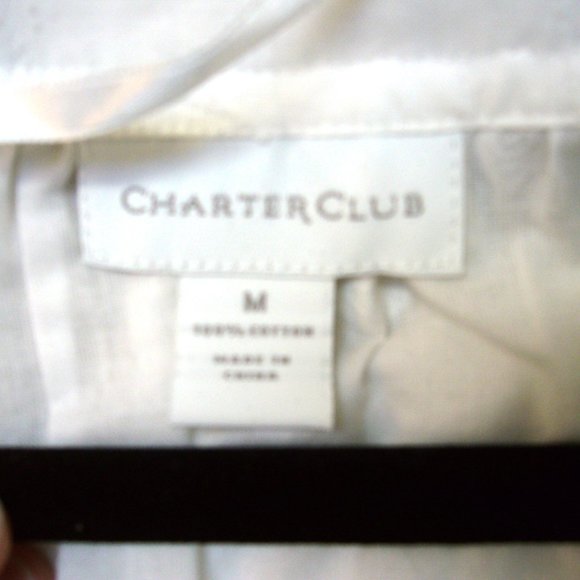 CHARTER CLUB
M
100% COTTON
MADE IN
CHINA